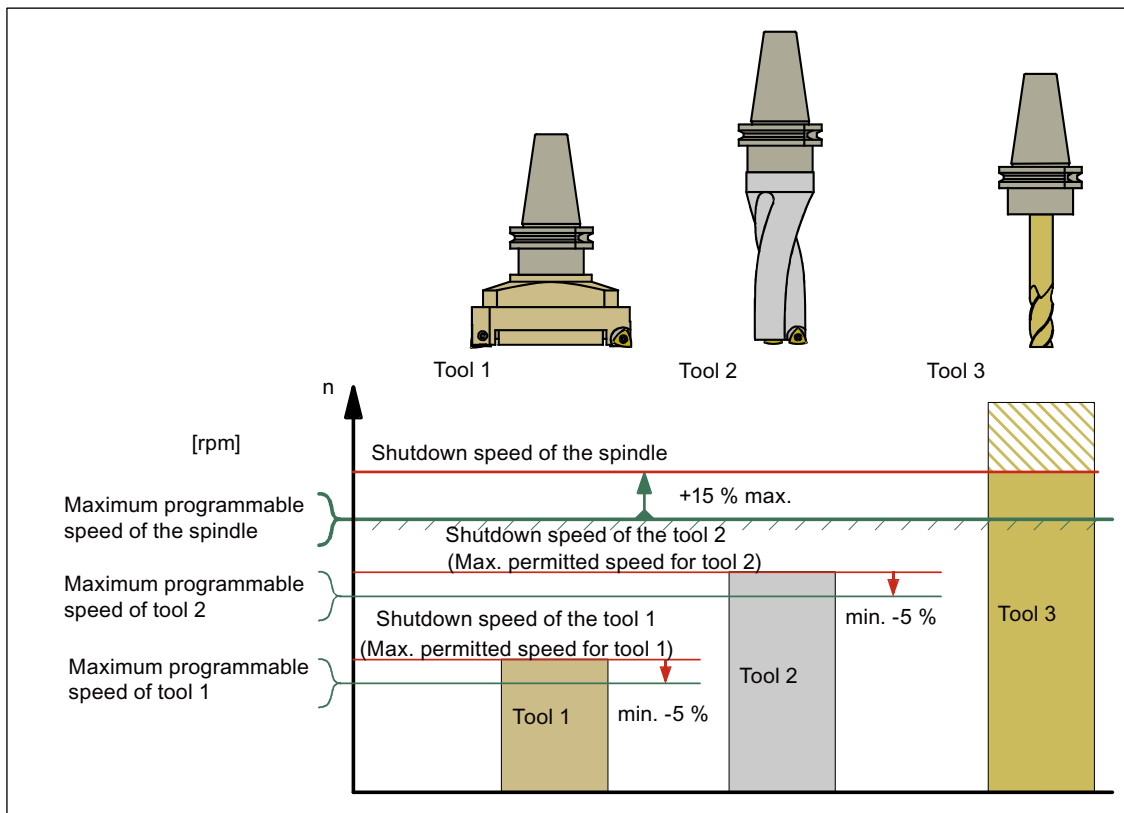 Tool 1
Tool 2
Tool 3
n
[rpm]
Shutdown speed of the spindle
+15 % max.
Maximum programmable
speed of the spindle
Shutdown speed of the tool 2
(Max. permitted speed for tool 2)
Maximum programmable
speed of tool 2
min. -5 %
Tool 3
Shutdown speed of the tool 1
(Max. permitted speed for tool 1)
Maximum programmable
speed of tool 1
Tool 2
Tool 1
min. -5 %